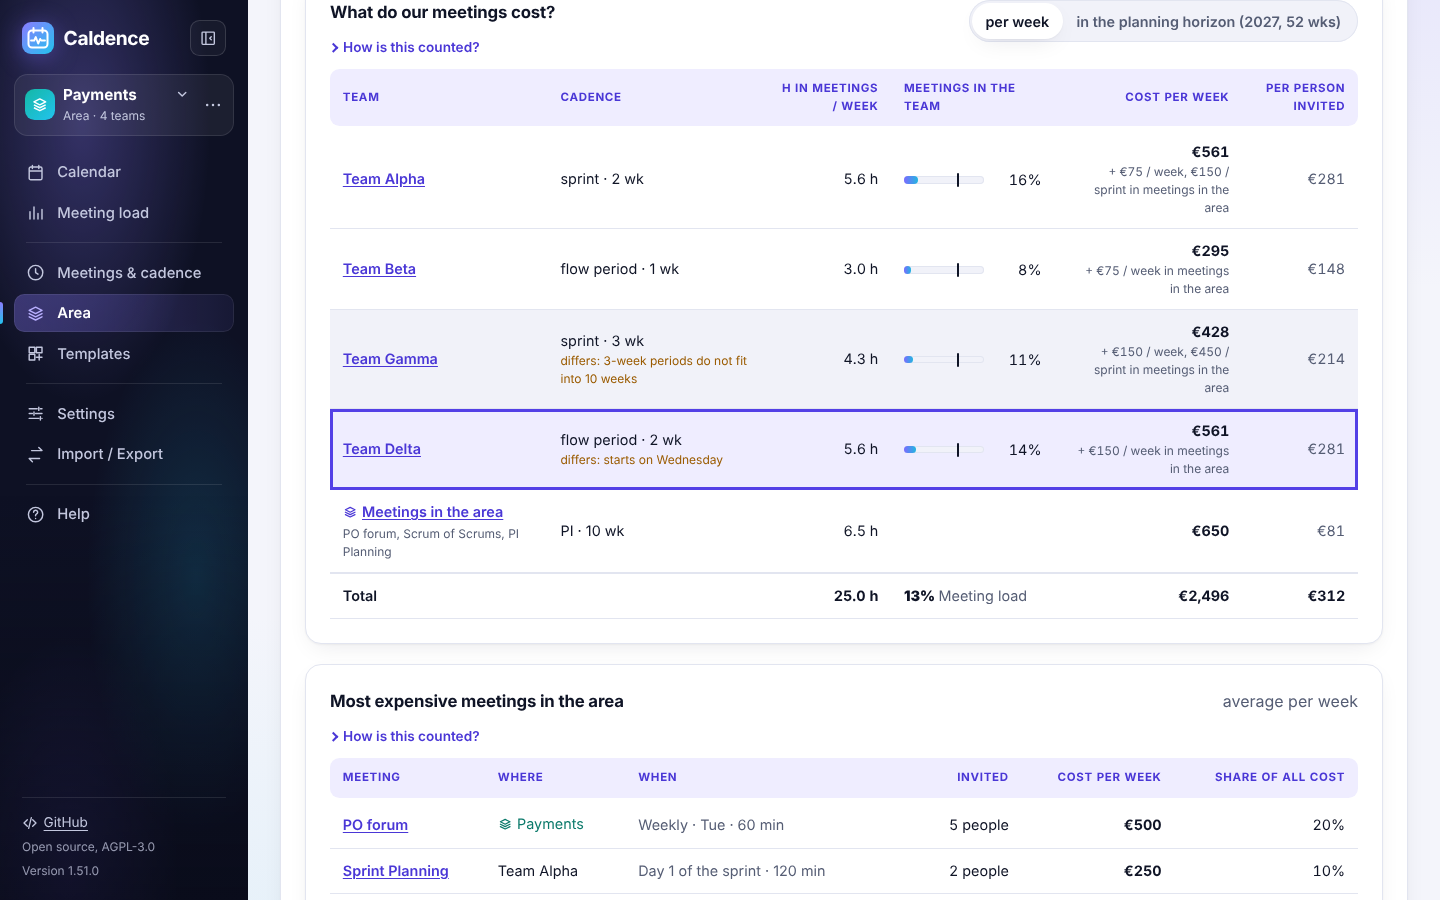 Caldence
Payments
Area · 4 teams
Calendar
Meeting load
Meetings & cadence
Area
Templates
Settings
Import / Export
Help
GitHub
Open source, AGPL-3.0
Version 1.51.0
What do our meetings cost?
per week
in the planning horizon (2027, 52 wks)
How is this counted?
TEAM
CADENCE
H IN MEETINGS
/ WEEK
MEETINGS IN THE
TEAM
COST PER WEEK
PER PERSON
INVITED
Team Alpha
sprint · 2 wk
5.6 h
16%
€561
+ €75 / week, €150 /
sprint in meetings in the
area
€281
Team Beta
flow period · 1 wk
3.0 h
8%
€295
+ €75 / week in meetings
in the area
€148
Team Gamma
sprint · 3 wk
differs: 3-week periods do not fit
into 10 weeks
4.3 h
11%
€428
+ €150 / week, €450 /
sprint in meetings in the
area
€214
Team Delta
flow period · 2 wk
differs: starts on Wednesday
5.6 h
14%
€561
+ €150 / week in meetings
in the area
€281
Meetings in the area
PO forum, Scrum of Scrums, PI
Planning
PI · 10 wk
6.5 h
€650
€81
Total
25.0 h
13% Meeting load
€2,496
€312
Most expensive meetings in the area
average per week
How is this counted?
MEETING
WHERE
WHEN
INVITED
COST PER WEEK
SHARE OF ALL COST
PO forum
Payments
Weekly · Tue · 60 min
5 people
€500
20%
Sprint Planning
Team Alpha
Day 1 of the sprint · 120 min
2 people
€250
10%